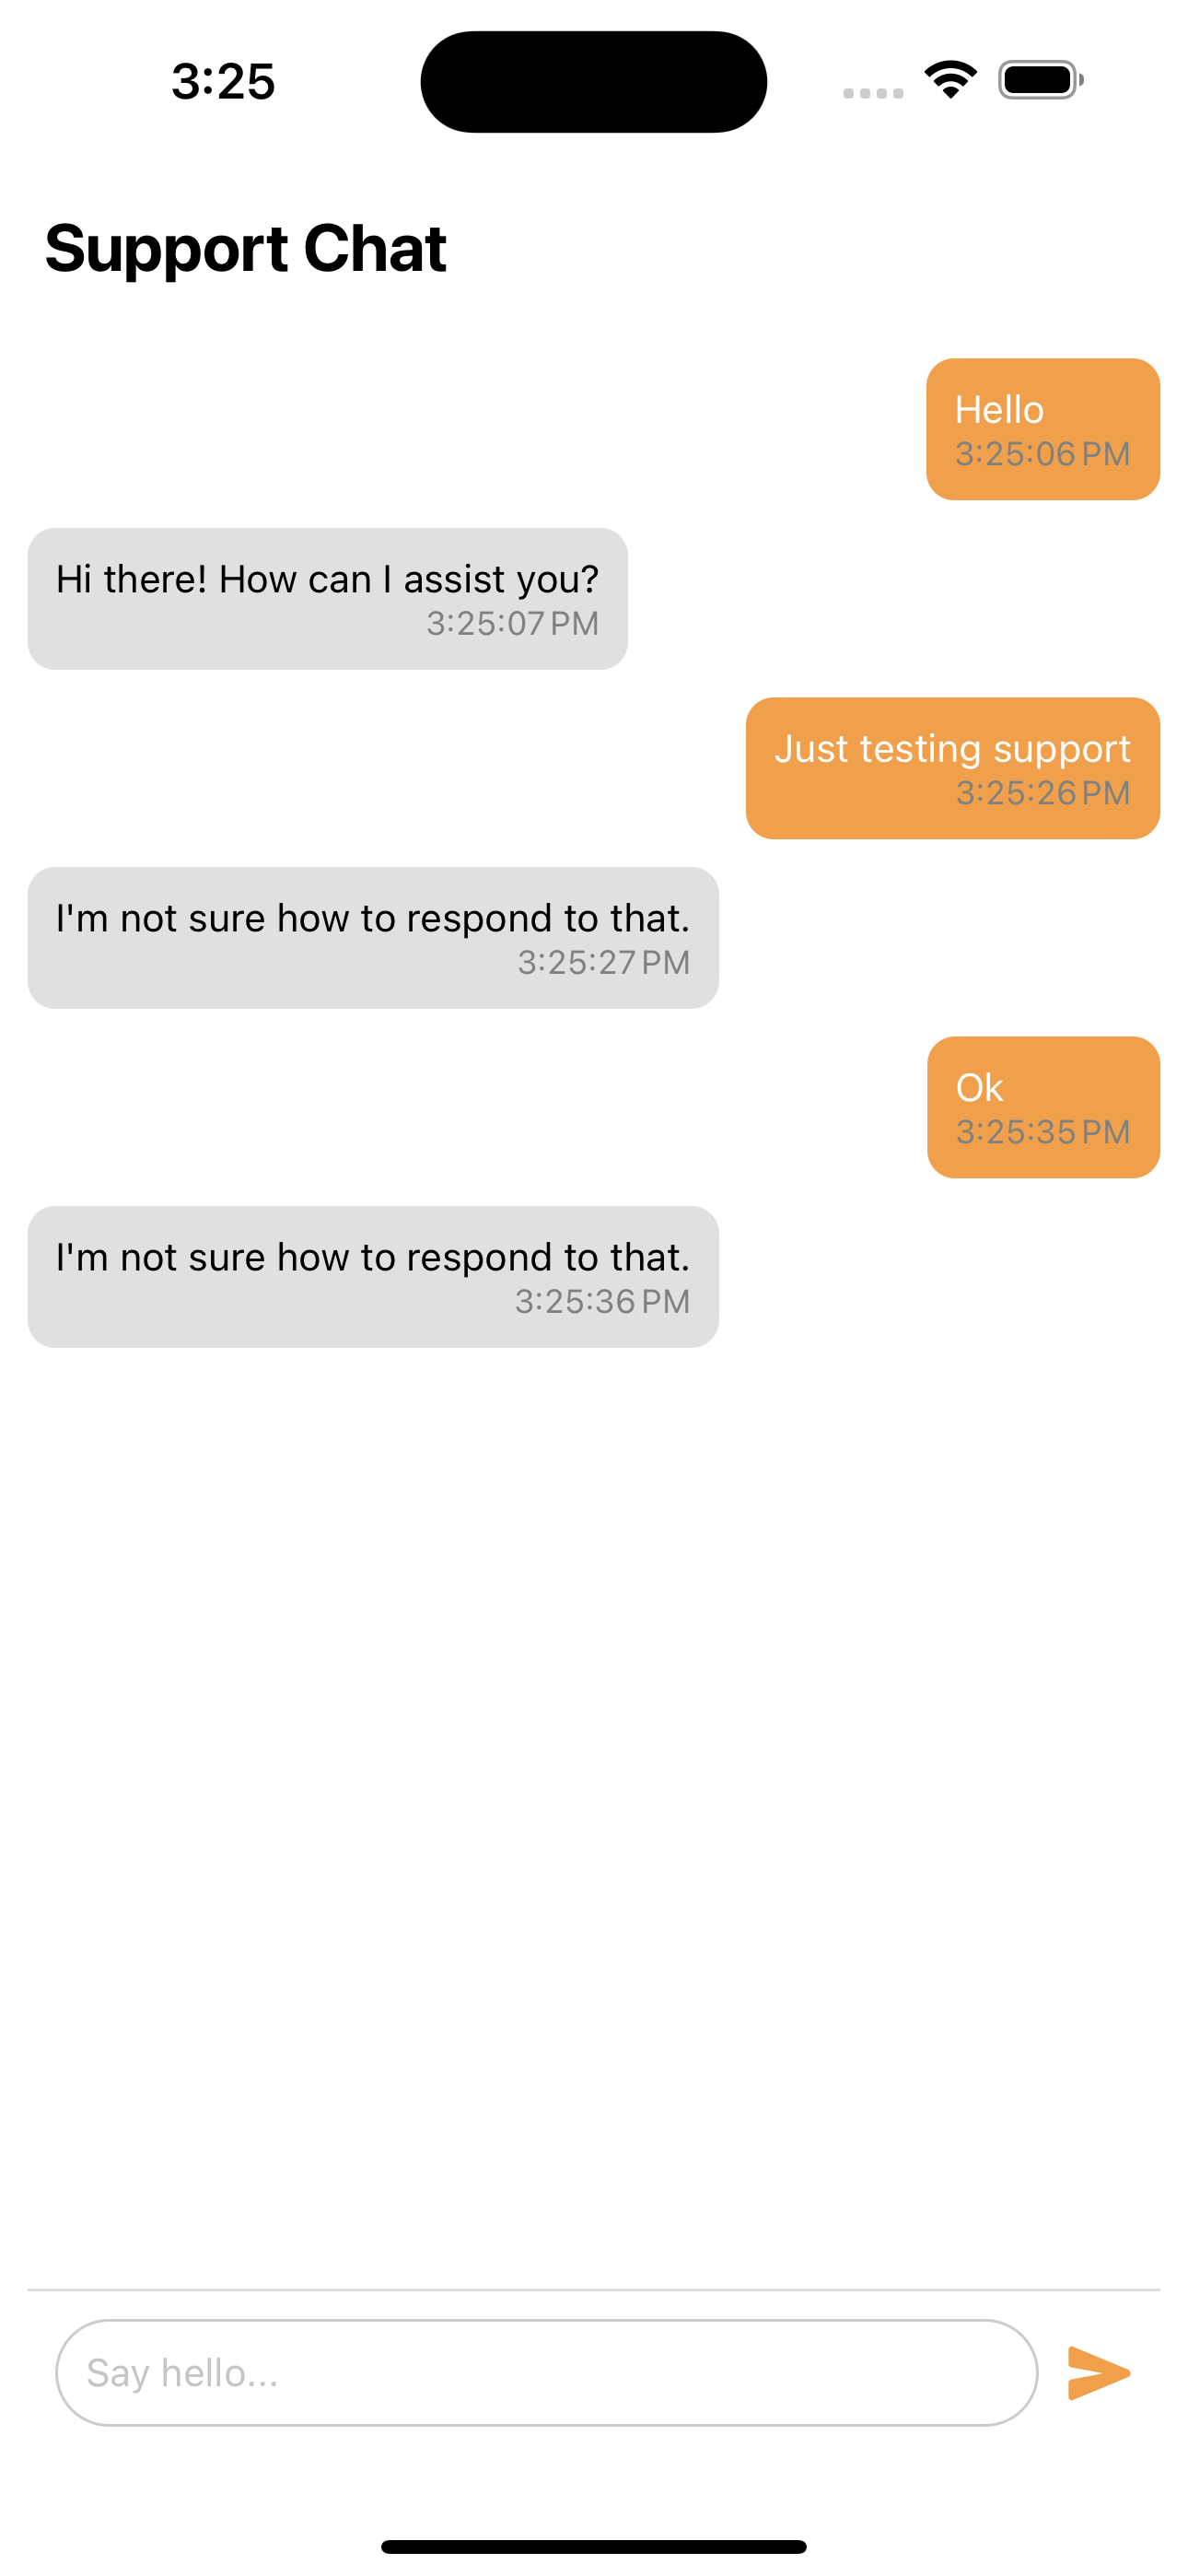 3:25
Support Chat
Hello
3:25:06 PM
Hi there! How can I assist you?
3:25:07 PM
Just testing support
3:25:26 PM
I'm not sure how to respond to that.
3:25:27 PM
Ok
3:25:35 PM
I'm not sure how to respond to that.
3:25:36 PM
Say hello...